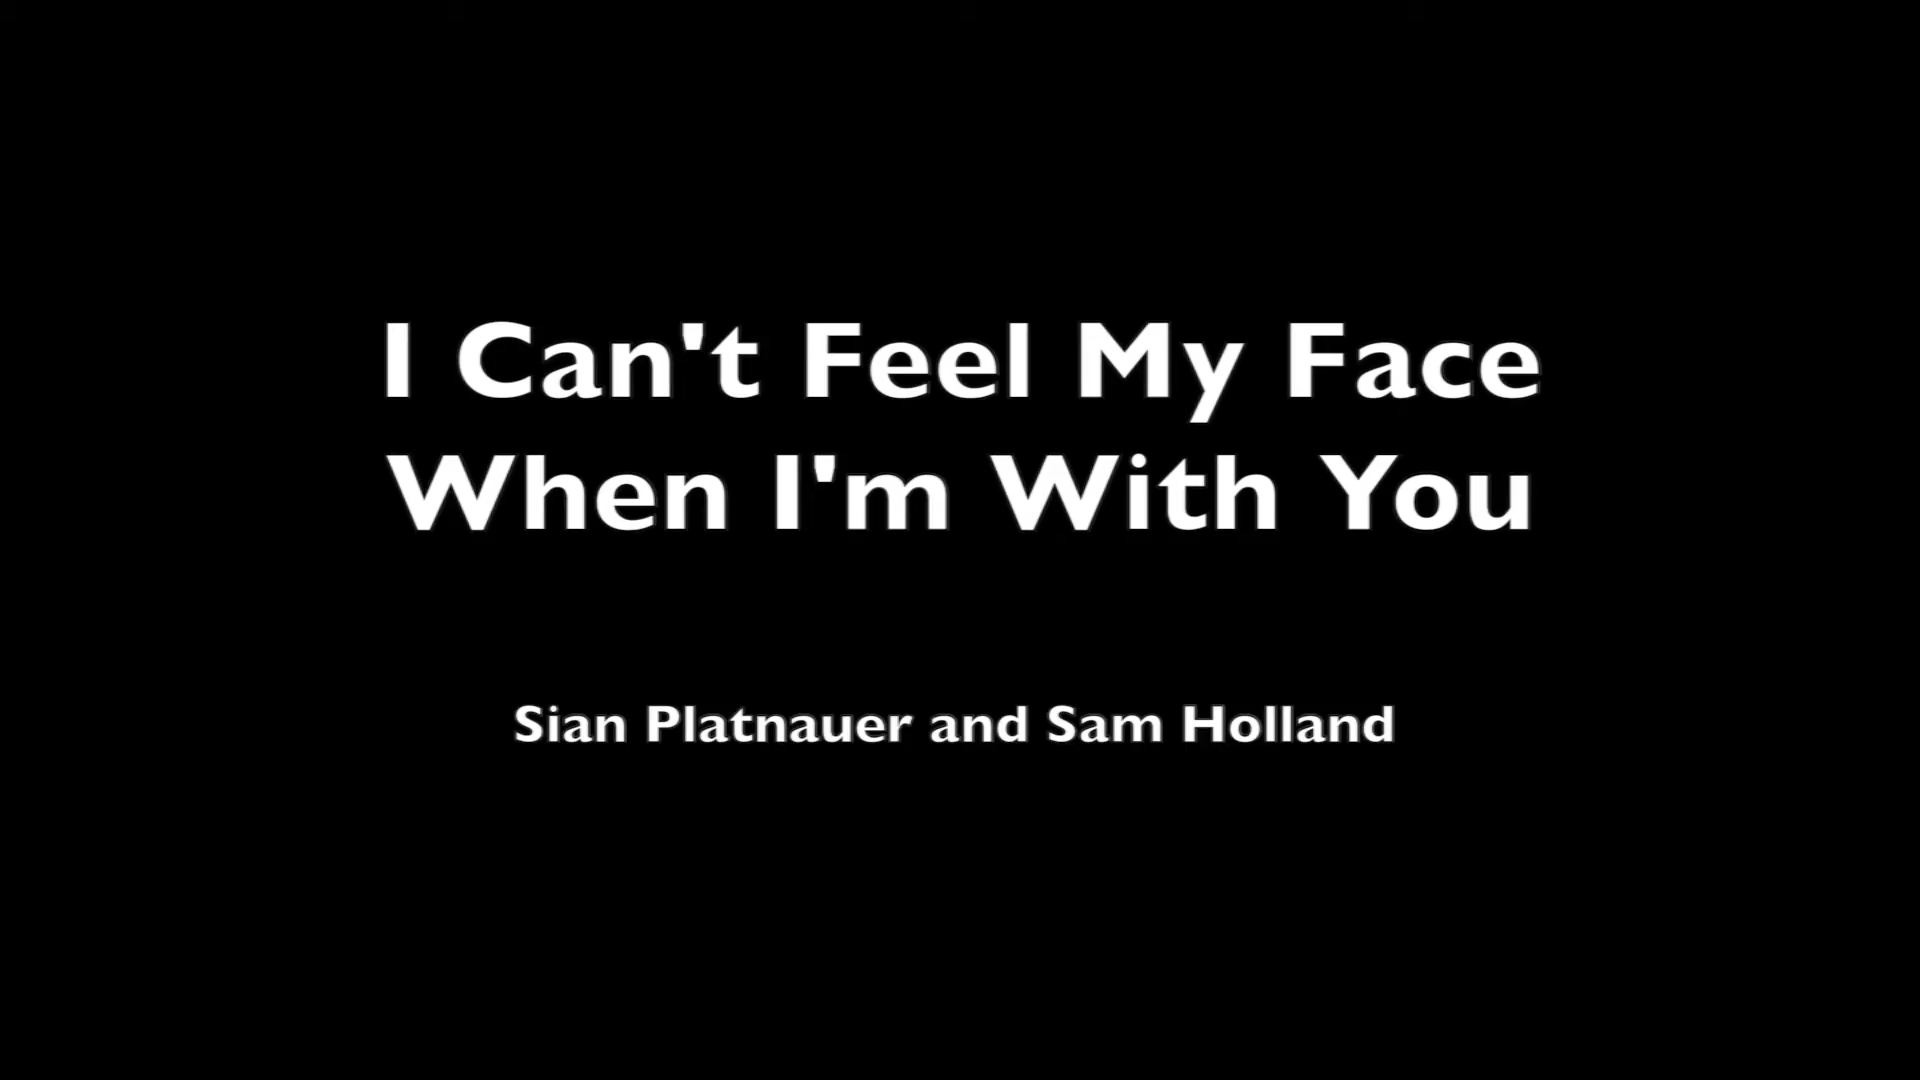 I Can't Feel My Face
When I'm With You
Sian Platnauer and Sam Holland